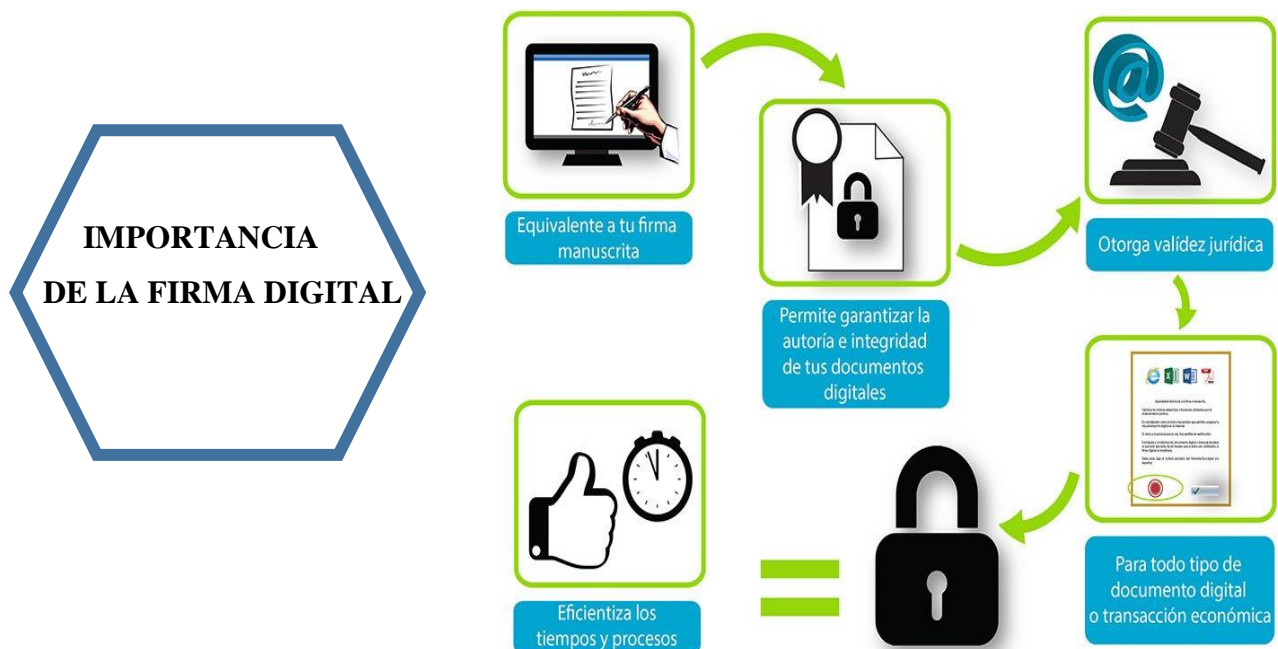 IMPORTANCIA
DE LA FIRMA DIGITAL
Equivalente a tu firma
manuscrita
Permite garantizar la
autoría e integridad
de tus documentos
digitales
Otorga valídez jurídica
Para todo tipo de
documento digital
o transacción económica
Eficientiza los
tiempos y procesos